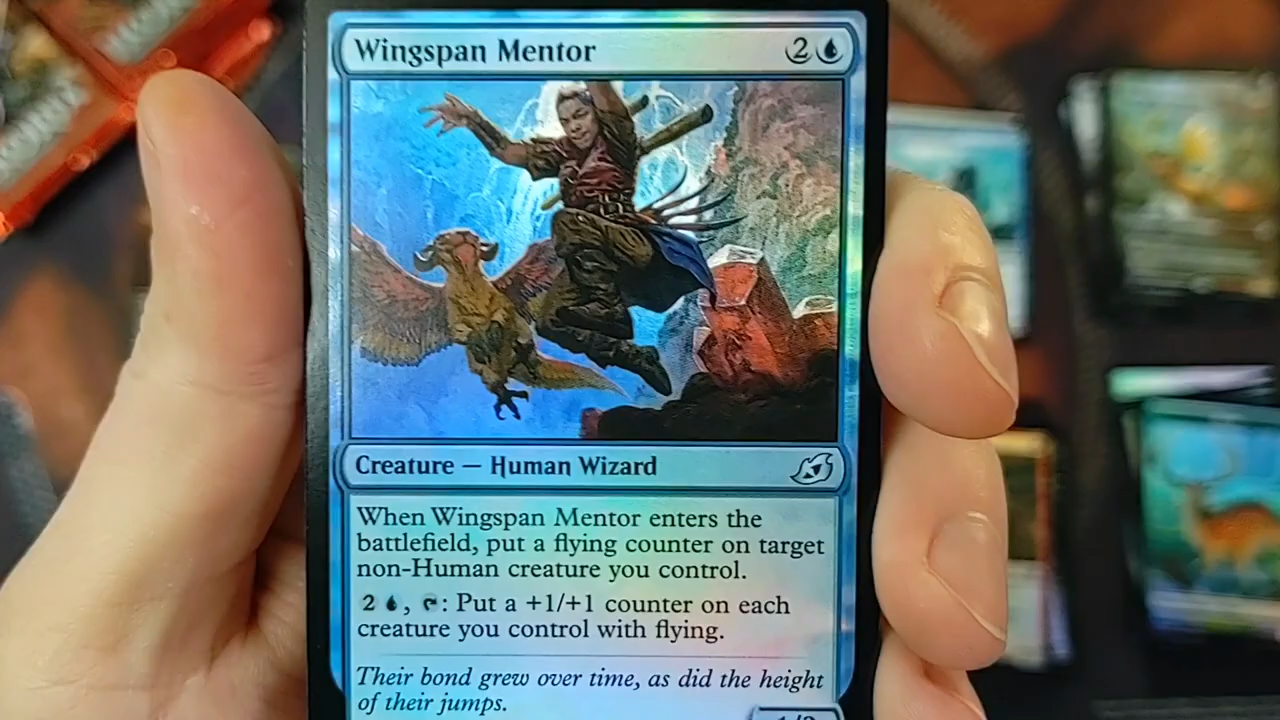 Wingspan Mentor 2
Creature — Human Wizard
When Wingspan Mentor enters the
battlefield, put a flying counter on target
non-Human creature you control.
2 , : Put a +1/+1 counter on each
creature you control with flying.
Their bond grew over time, as did the height
of their jumps.